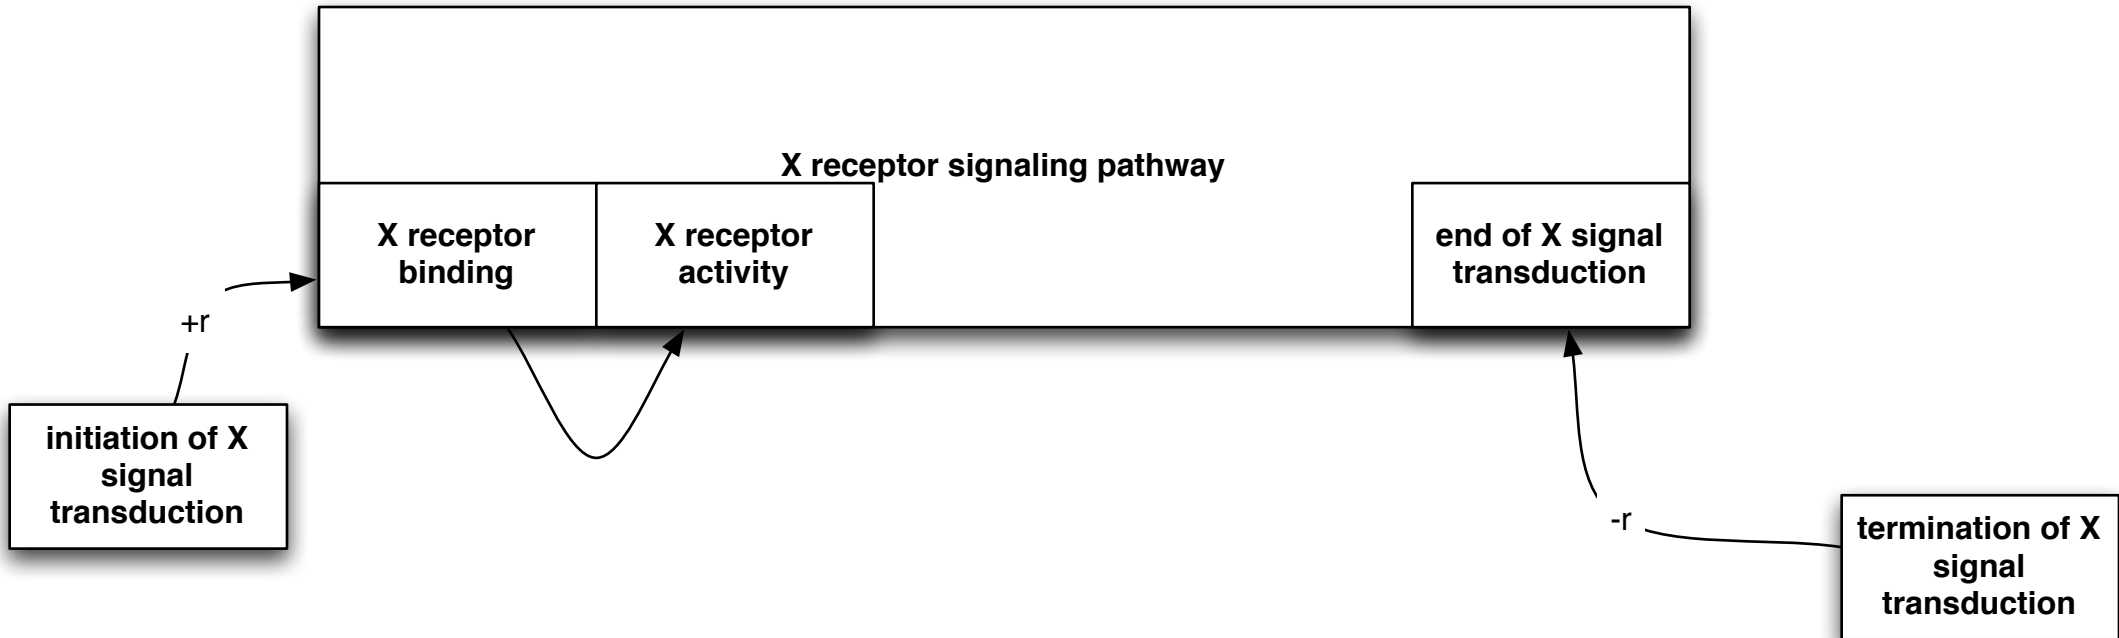 X receptor signaling pathway
X receptor
binding
X receptor
activity
end of X signal
transduction
+r
initiation of X
signal
transduction
-r
termination of X
signal
transduction